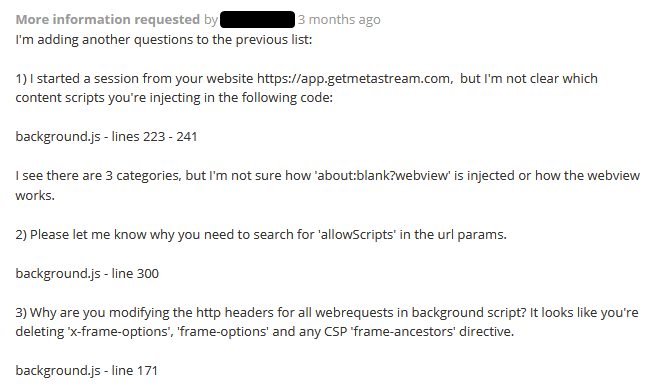 More information requested by 3 months ago
I'm adding another questions to the previous list:
1) I started a session from your website https://app.getmetastream.com,  but I'm not clear which
content scripts you're injecting in the following code:
background.js - lines 223 - 241
I see there are 3 categories, but I'm not sure how 'about:blank?webview' is injected or how the webview
works.
2) Please let me know why you need to search for 'allowScripts' in the url params.
background.js - line 300
3) Why are you modifying the http headers for all webrequests in background script? It looks like you're
deleting 'x-frame-options', 'frame-options' and any CSP 'frame-ancestors' directive.
background.js - line 171